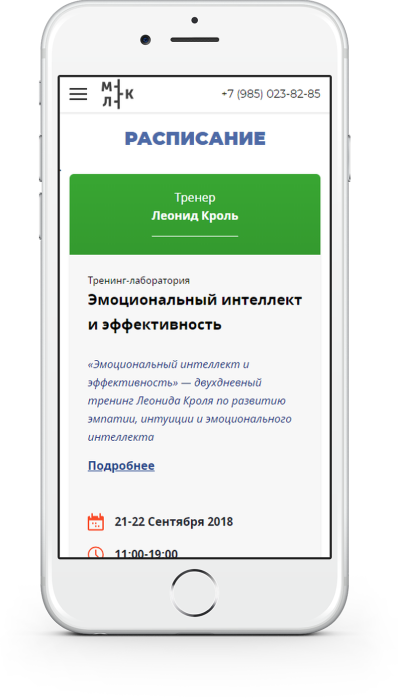 М
Л К
+7 (985) 023-82-85
РАСПИСАНИЕ
Тренер
Леонид Кроль
Тренинг-лаборатория
Эмоциональный интеллект
и эффективность
«Эмоциональный интеллект и
эффективность» — двухдневный
тренинг Леонида Кроля по развитию
эмпатии, интуиции и эмоционального
интеллекта
Подробнее
21-22 Сентября 2018
11:00-19:00